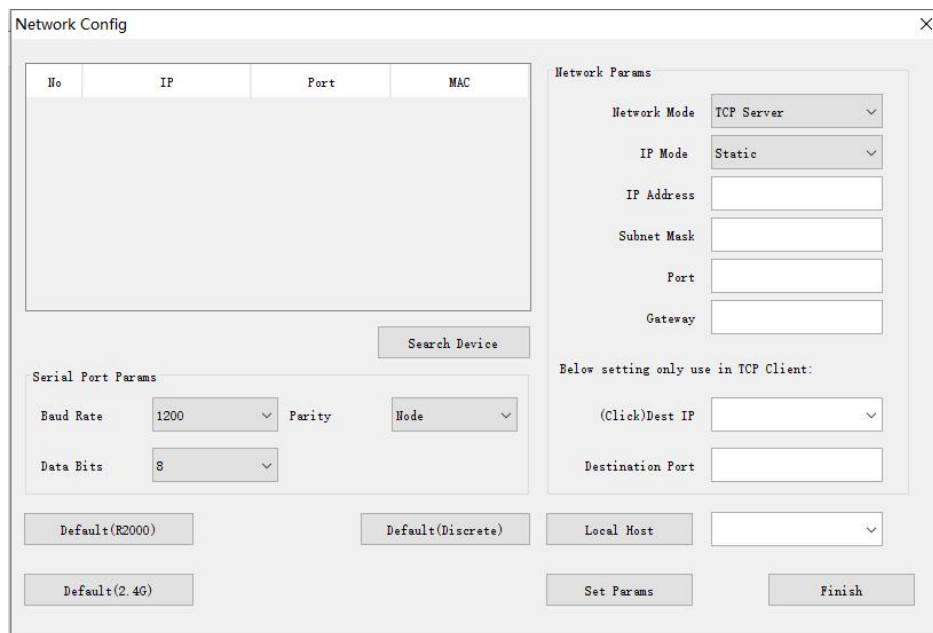 Network Config
No IP Port MAC
Search Device
Serial Port Params
Baud Rate 1200 Parity Node
Data Bits 8
Default(R2000) Default(Discrete)
Default(2.4G)
Network Params
Network Mode TCP Server
IP Mode Static
IP Address
Subnet Mask
Port
Gateway
Below setting only use in TCP Client:
(Click)Dest IP
Destination Port
Local Host
Set Params Finish